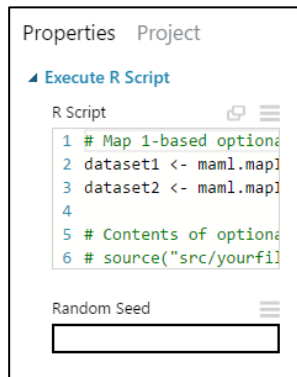 Properties Project
Execute R Script
R Script
1 # Map 1-based optiona
2 dataset1 <- maml.mapI
3 dataset2 <- maml.mapI
4
5 # Contents of optiona
6 # source("src/yourfil
Random Seed